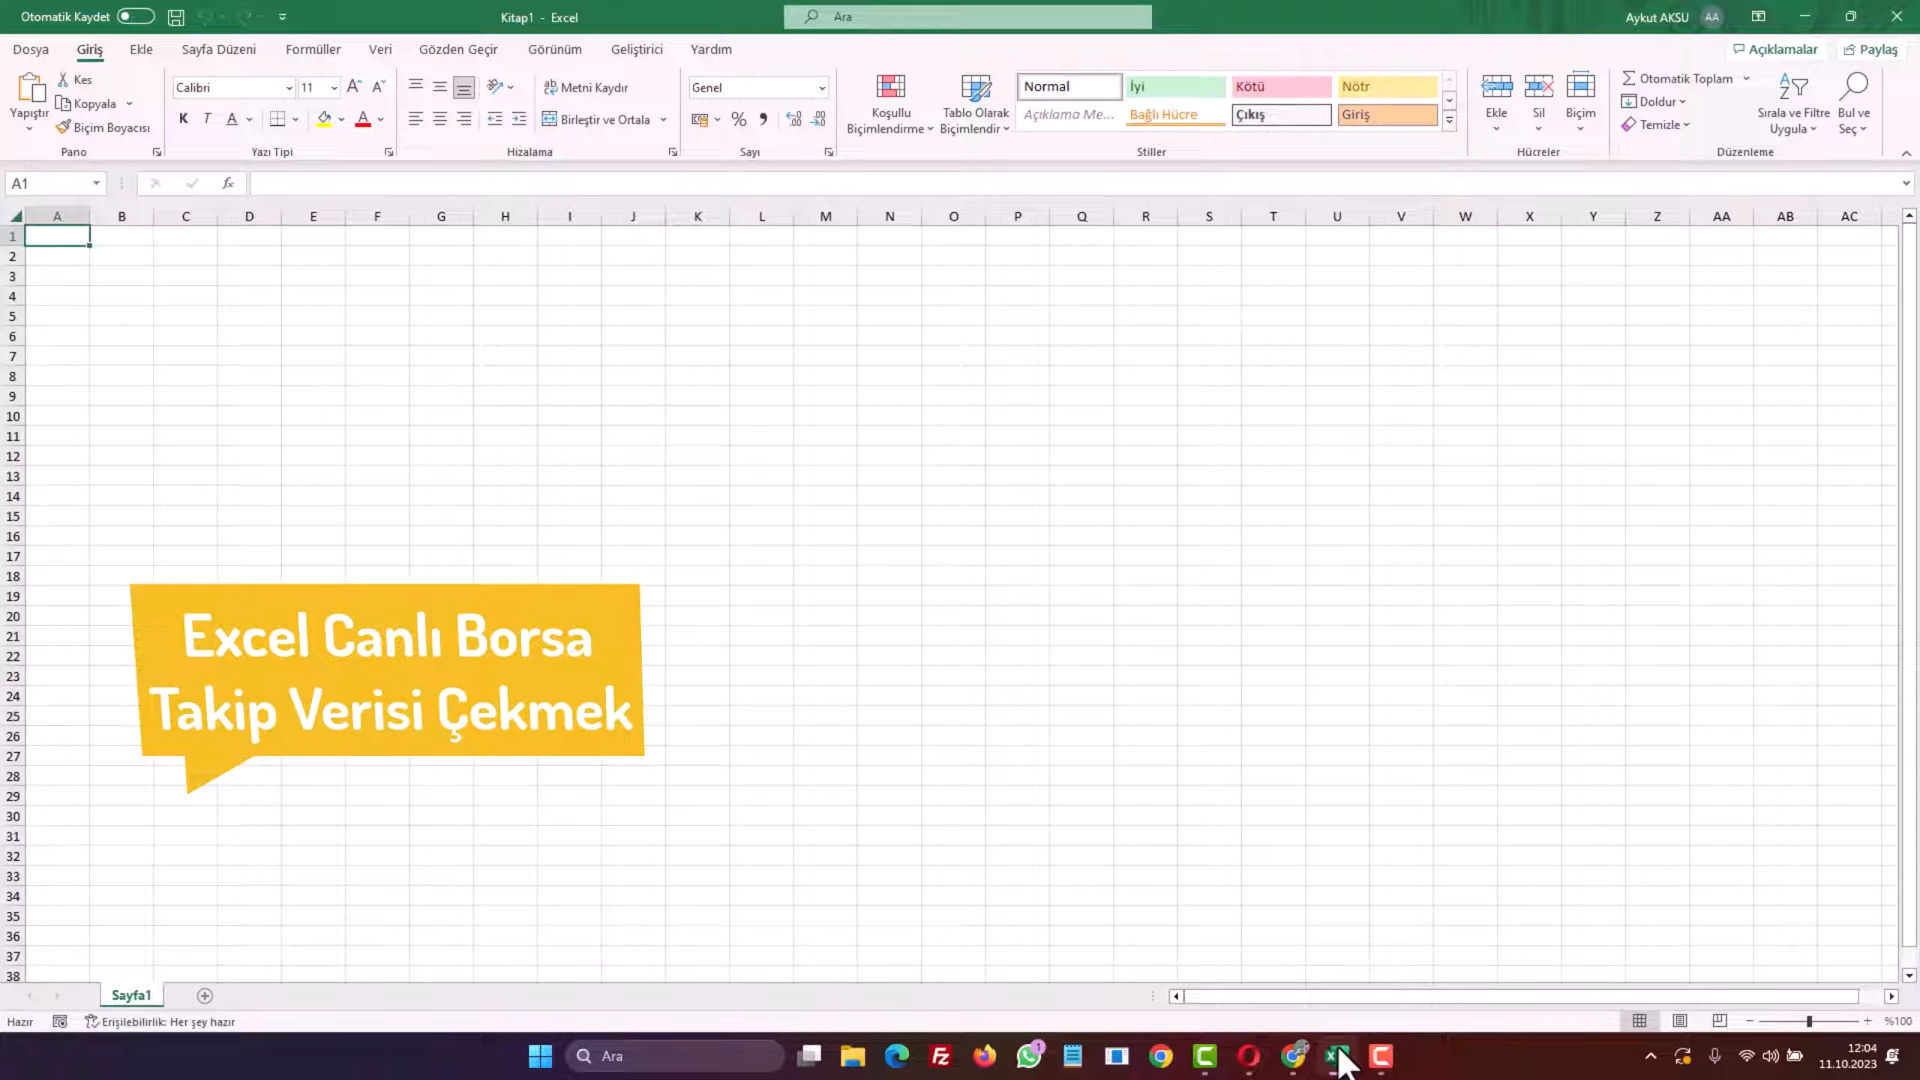 Otomatik Kaydet
Kitap1 - Excel
Ara
Aykut AKSU
AA
Dosya
Giriş
Ekle
Sayfa Düzeni
Formüller
Veri
Gözden Geçir
Görünüm
Geliştirici
Yardım
Açıklamalar
Paylaş
Yapıştır
Kes
Kopyala
Biçim Boyacısı
Pano
Calibri
11
K T A
Yazı Tipi
Metni Kaydır
Birleştir ve Ortala
Hizalama
Genel
Sayı
Koşullu
Biçimlendirme
Tablo Olarak
Biçimlendir
Normal
İyi
Kötü
Nötr
Açıklama Me...
Bağlı Hücre
Çıkış
Giriş
Stiller
Ekle
Sil
Biçim
Hücreler
Otomatik Toplam
Doldur
Temizle
Sırala ve Filtre
Uygula
Bul ve
Seç
Düzenleme
A1
fx
A B C D E F G H I J K L M N O P Q R S T U V W X Y Z AA AB AC
1
2
3
4
5
6
7
8
9
10
11
12
13
14
15
16
17
18
19
20
21
22
23
24
25
26
27
28
29
30
31
32
33
34
35
36
37
38
Excel Canlı Borsa
Takip Verisi Çekmek
Sayfa1
Hazır
Erişilebilirlik: Her şey hazır
%100
Ara
1
12:04
11.10.2023